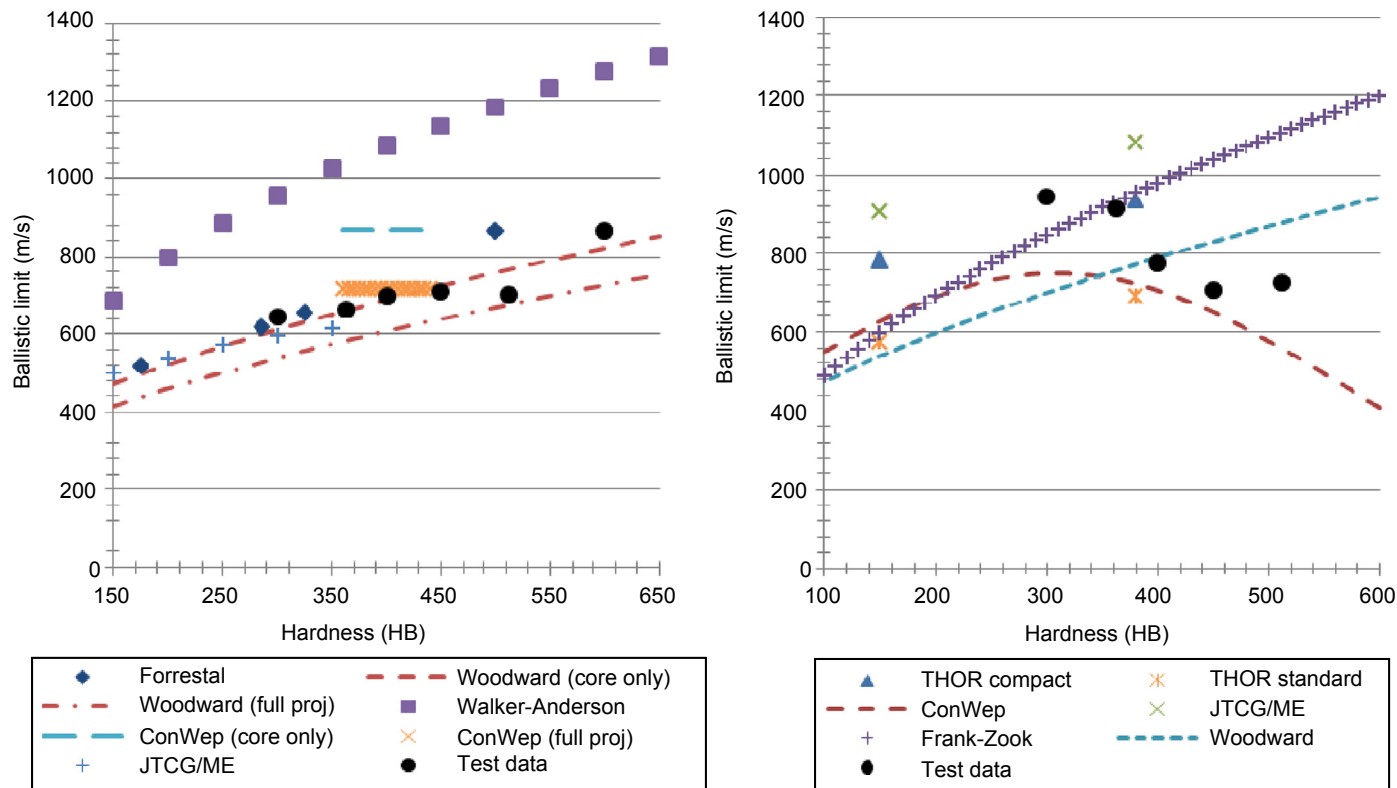 1400
1200
1000
800
600
400
200
0
150
250
350
450
550
650
Ballistic limit (m/s)
Hardness (HB)
Forrestal
Woodward (core only)
Woodward (full proj)
Walker-Anderson
ConWep (core only)
ConWep (full proj)
JTCG/ME
Test data
1400
1200
1000
800
600
400
200
0
100
200
300
400
500
600
Ballistic limit (m/s)
Hardness (HB)
THOR compact
THOR standard
ConWep
JTCG/ME
Frank-Zook
Woodward
Test data